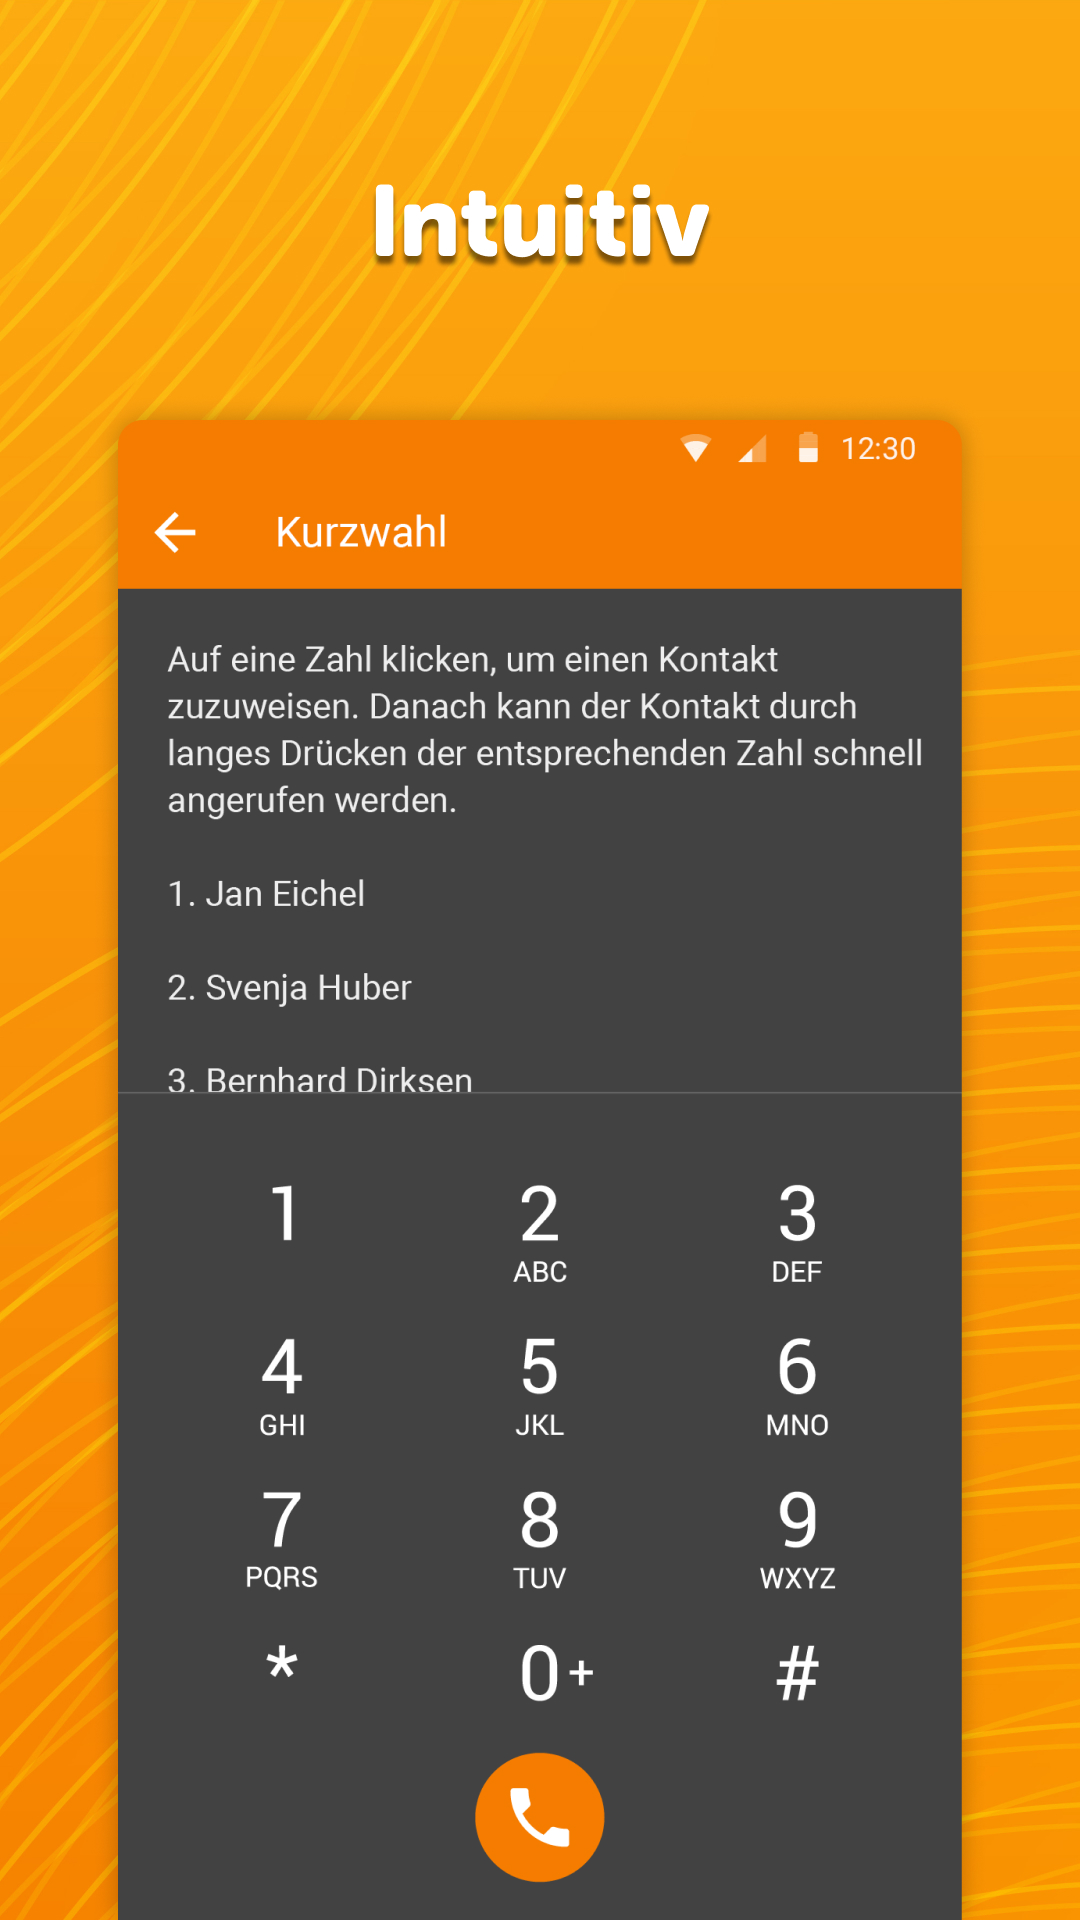 Intuitiv
12:30
Kurzwahl
Auf eine Zahl klicken, um einen Kontakt
zuzuweisen. Danach kann der Kontakt durch
langes Drücken der entsprechenden Zahl schnell
angerufen werden.
1. Jan Eichel
2. Svenja Huber
3. Bernhard Dirksen
1 2 3
ABC DEF
4 5 6
GHI JKL MNO
7 8 9
PQRS TUV WXYZ
* 0 + #